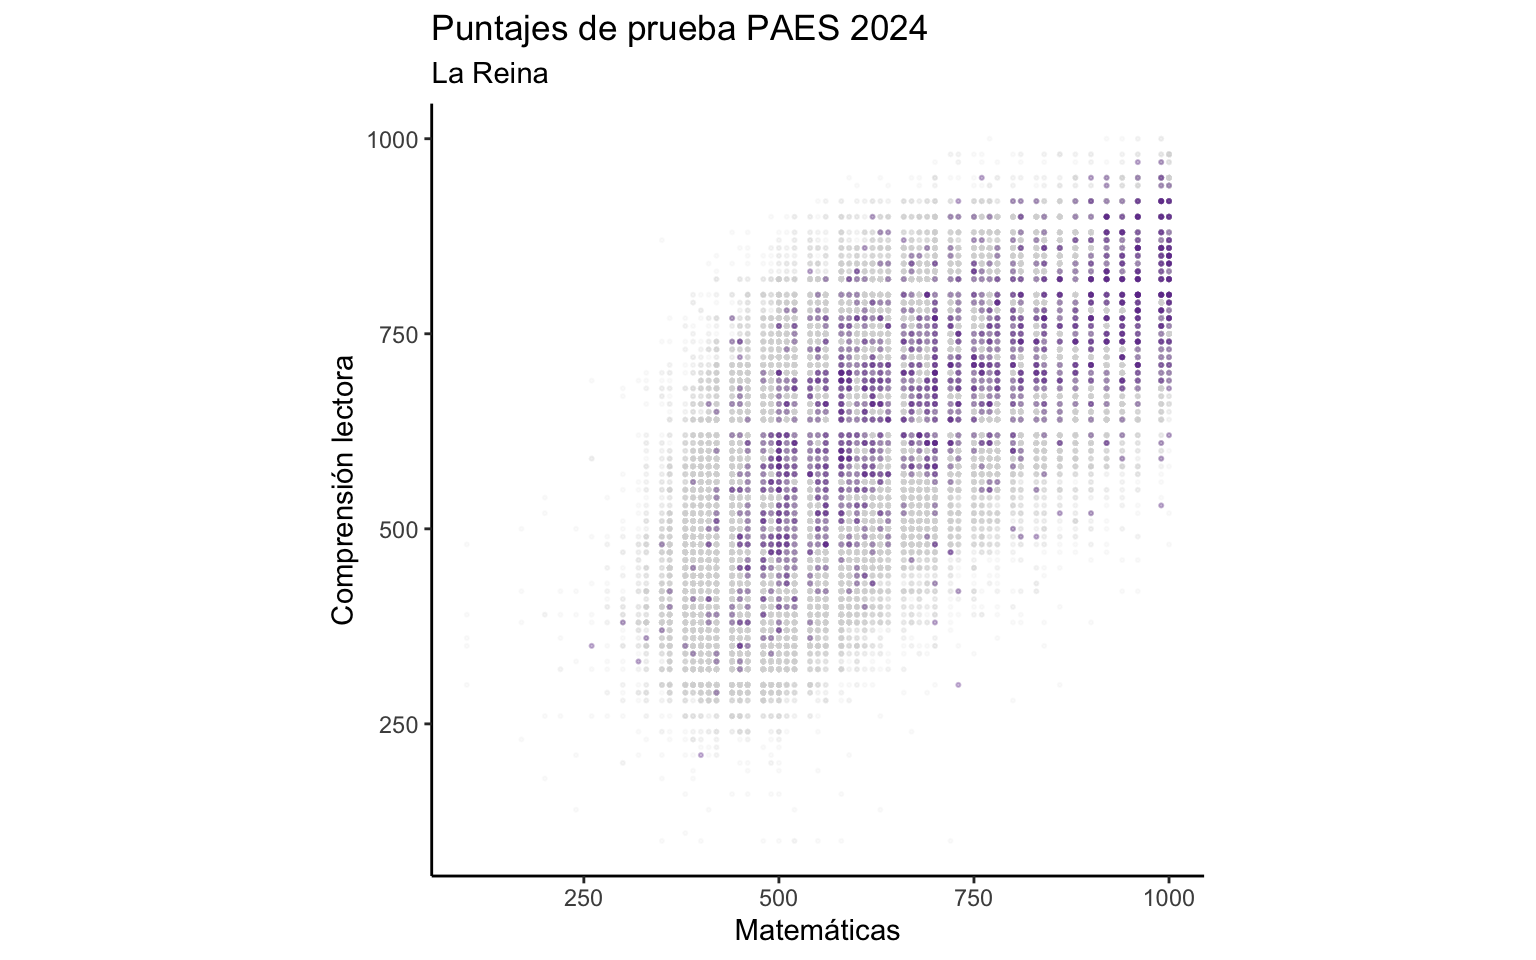 Puntajes de prueba PAES 2024
La Reina
Comprensión lectora
1000
750
500
250
250 500 750 1000
Matemáticas